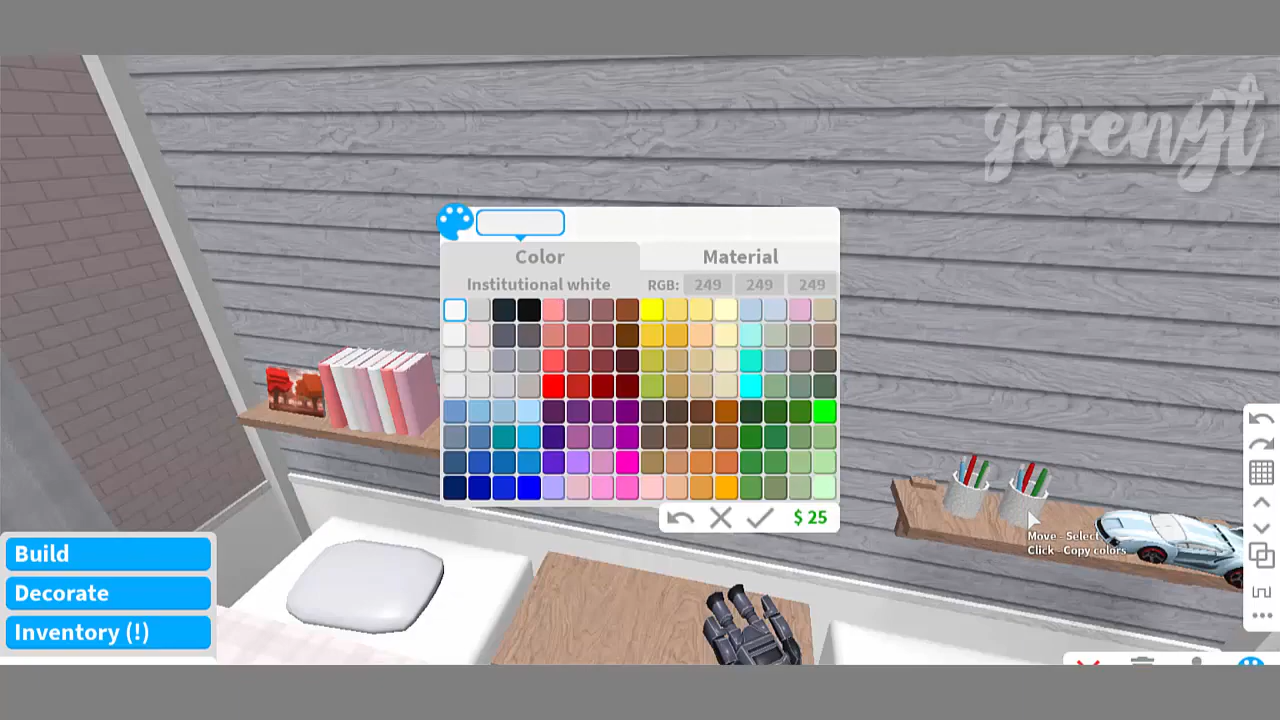 gwenyt
Color
Material
Institutional white
RGB: 249 249 249
$ 25
Move - Select
Click - Copy colors
Build
Decorate
Inventory (!)